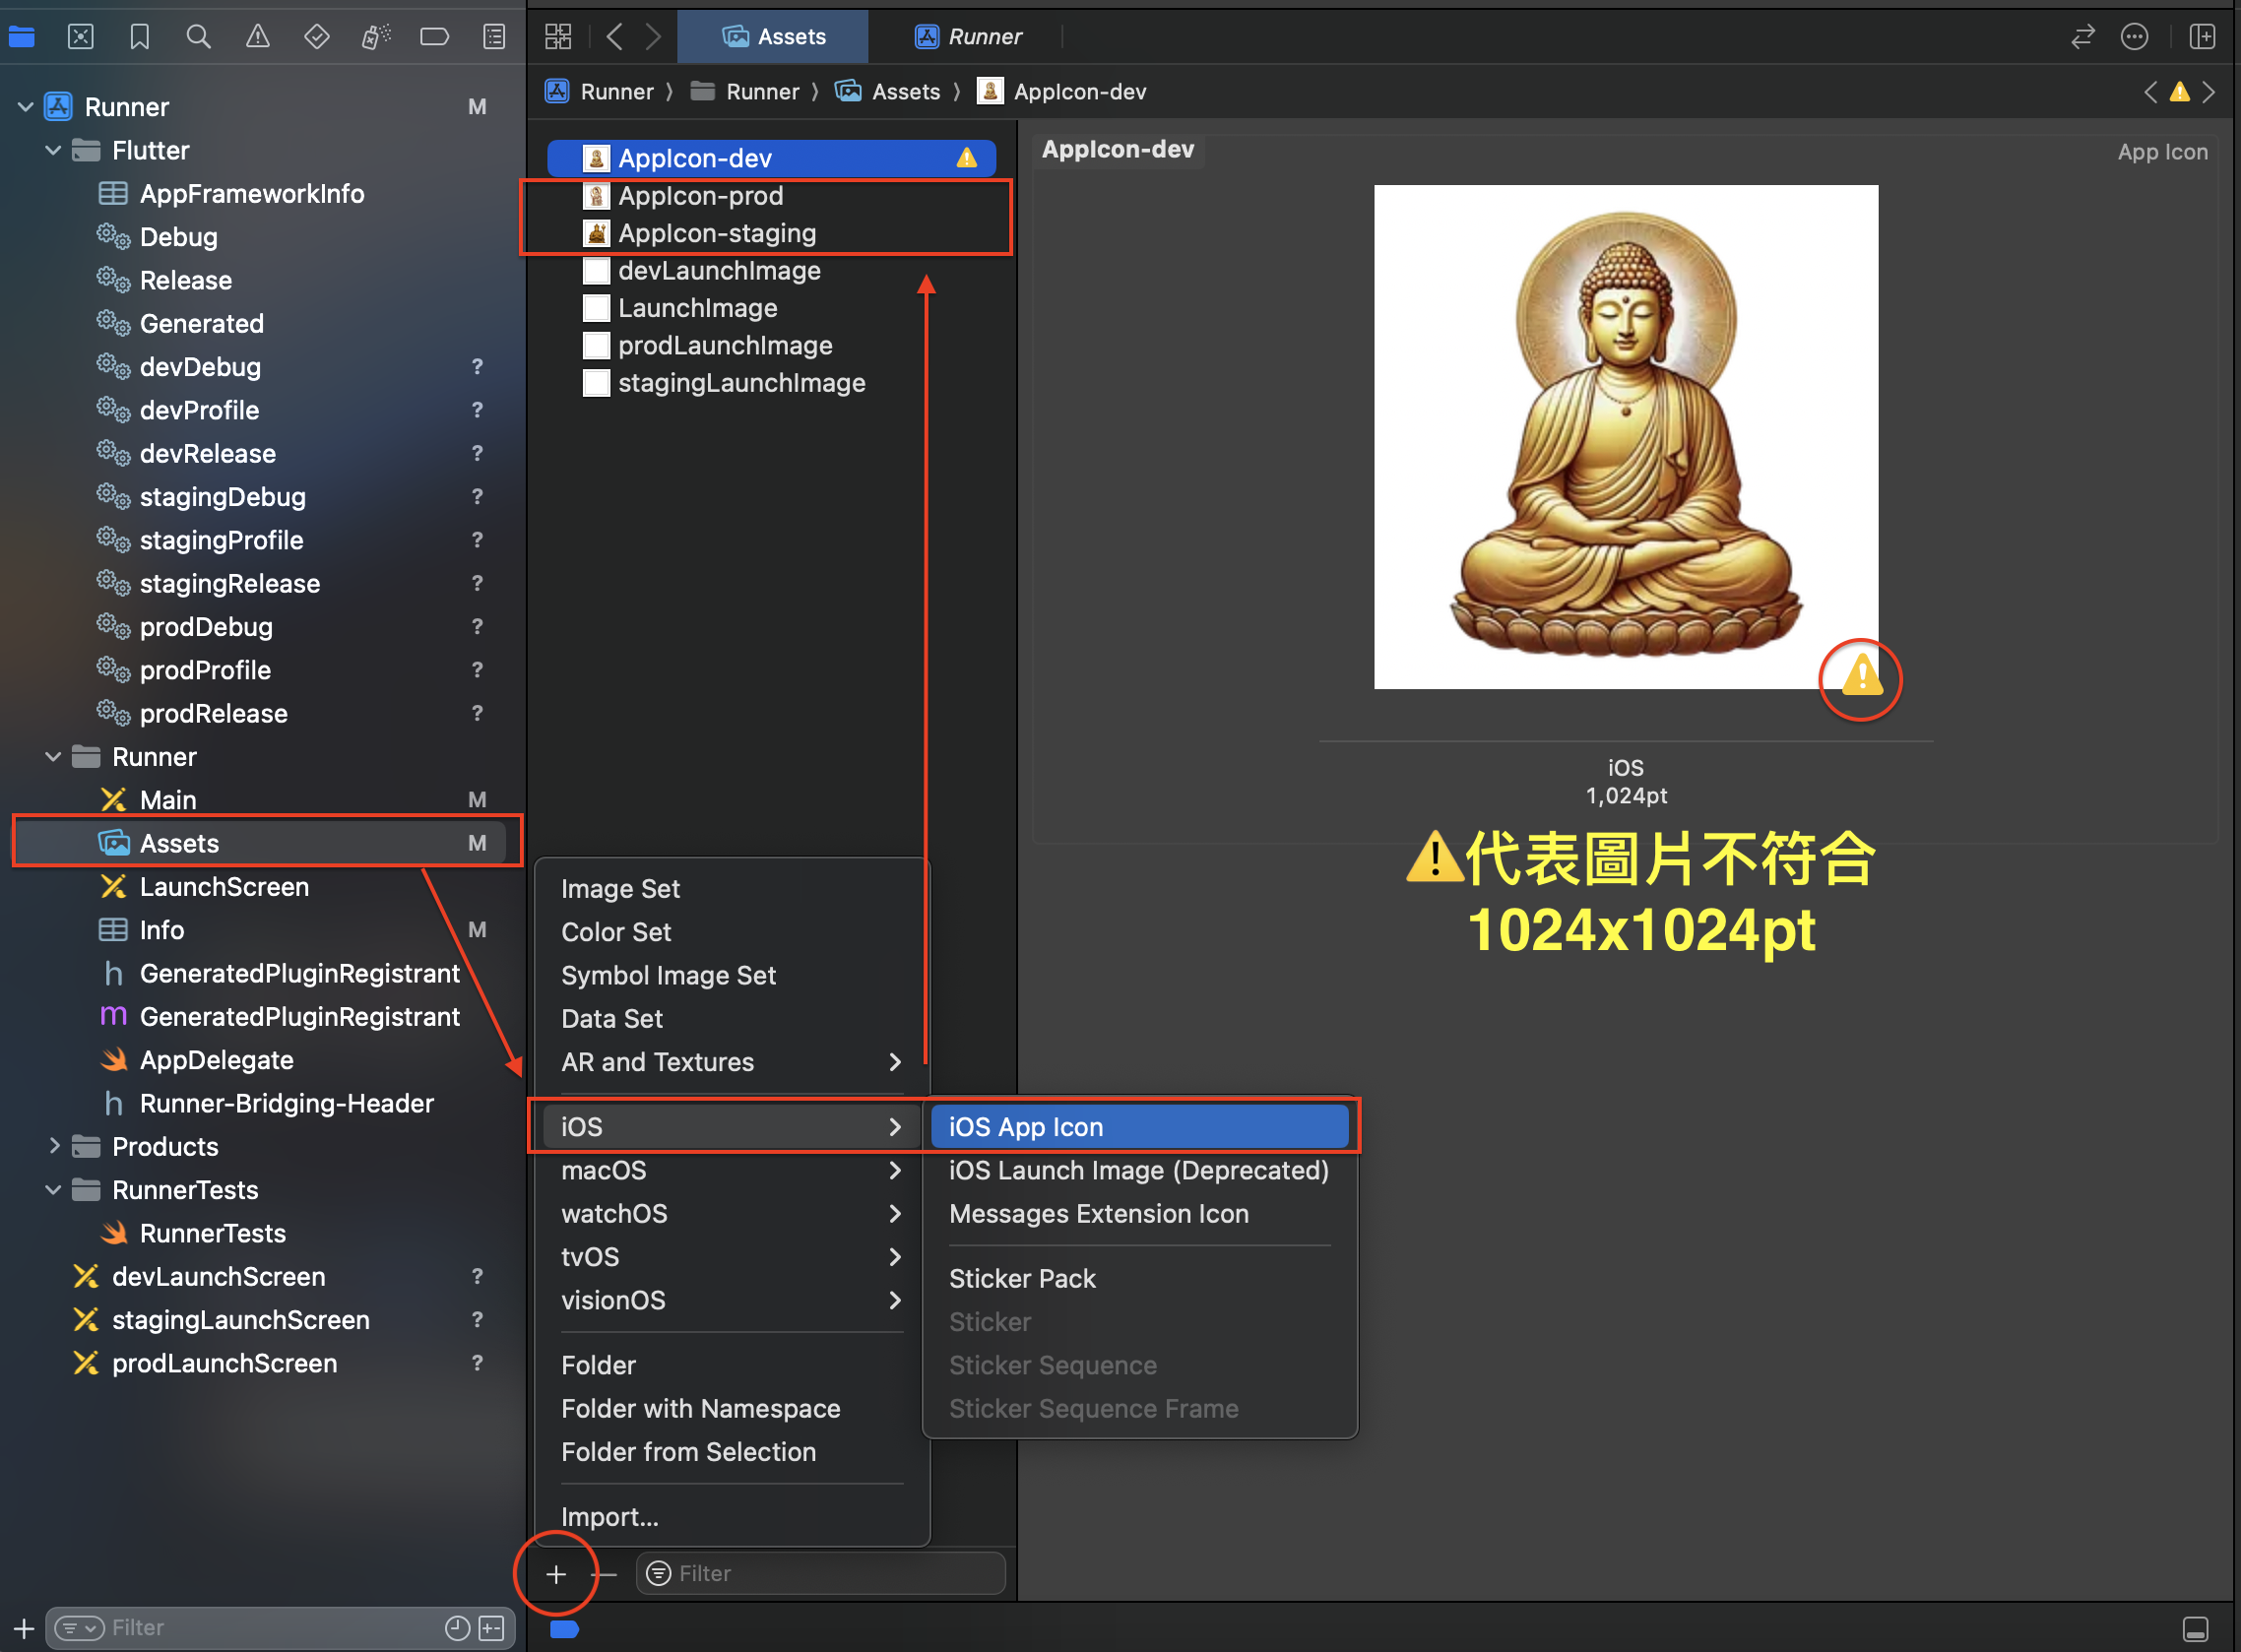 Assets
Runner
Runner
Runner
Assets
AppIcon-dev
Runner M
Flutter
AppFrameworkInfo
Debug
Release
Generated
devDebug ?
devProfile ?
devRelease ?
stagingDebug ?
stagingProfile ?
stagingRelease ?
prodDebug ?
prodProfile ?
prodRelease ?
Runner
Main M
Assets M
LaunchScreen
Info M
h GeneratedPluginRegistrant
m GeneratedPluginRegistrant
AppDelegate
h Runner-Bridging-Header
Products
RunnerTests
RunnerTests
devLaunchScreen ?
stagingLaunchScreen ?
prodLaunchScreen ?
Filter
AppIcon-dev
AppIcon-prod
AppIcon-staging
devLaunchImage
LaunchImage
prodLaunchImage
stagingLaunchImage
Image Set
Color Set
Symbol Image Set
Data Set
AR and Textures
iOS
macOS
watchOS
tvOS
visionOS
Folder
Folder with Namespace
Folder from Selection
Import...
Filter
iOS App Icon
iOS Launch Image (Deprecated)
Messages Extension Icon
Sticker Pack
Sticker
Sticker Sequence
Sticker Sequence Frame
AppIcon-dev
App Icon
iOS
1,024pt
⚠️代表圖片不符合
1024x1024pt